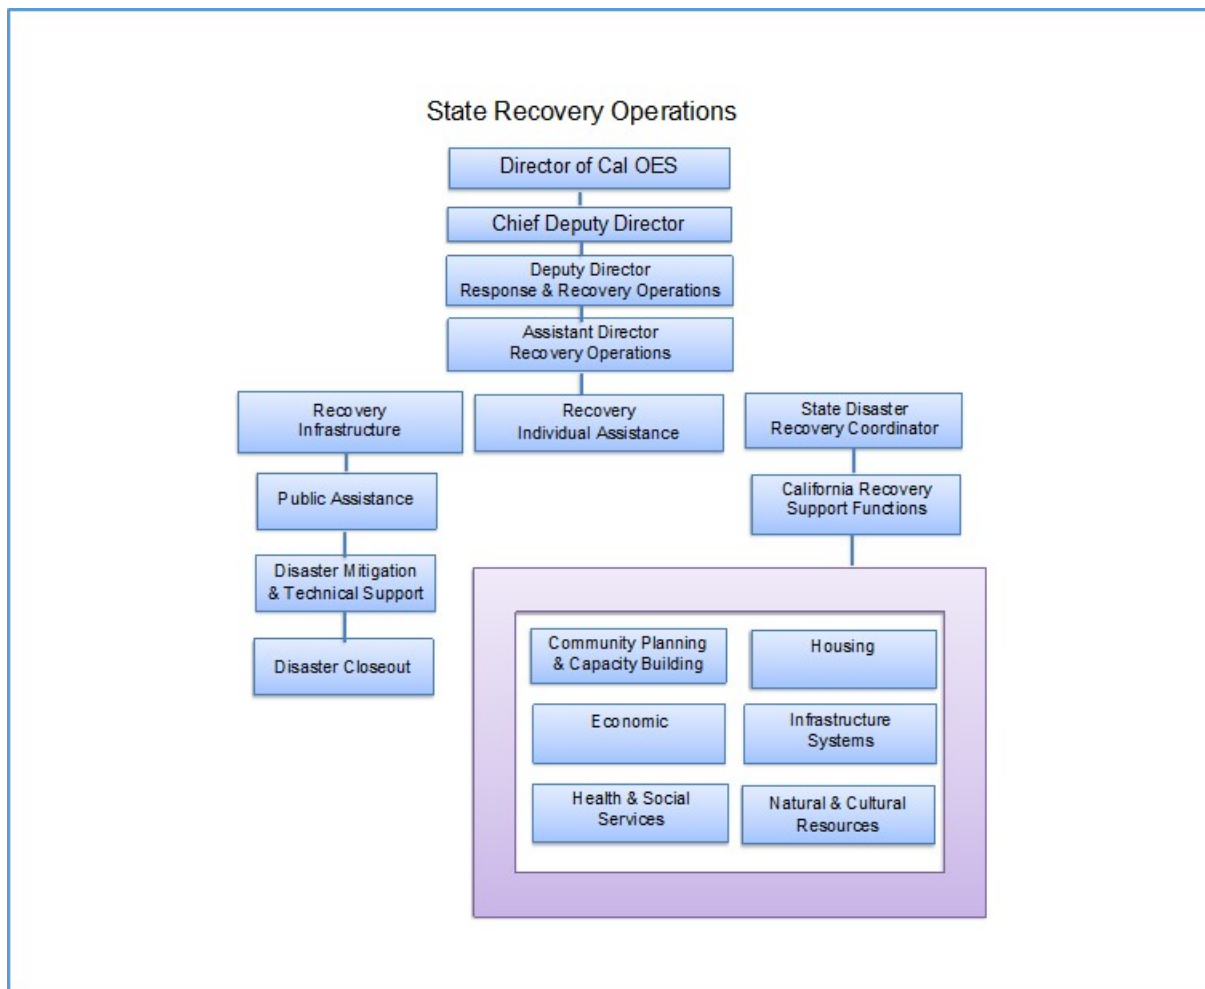 State Recovery Operations
Director of Cal OES
Chief Deputy Director
Deputy Director
Response & Recovery Operations
Assistant Director
Recovery Operations
Recovery
Infrastructure
Recovery
Individual Assistance
State Disaster
Recovery Coordinator
Public Assistance
California Recovery
Support Functions
Disaster Mitigation
& Technical Support
Disaster Closeout
Community Planning
& Capacity Building
Housing
Economic
Infrastructure
Systems
Health & Social
Services
Natural & Cultural
Resources